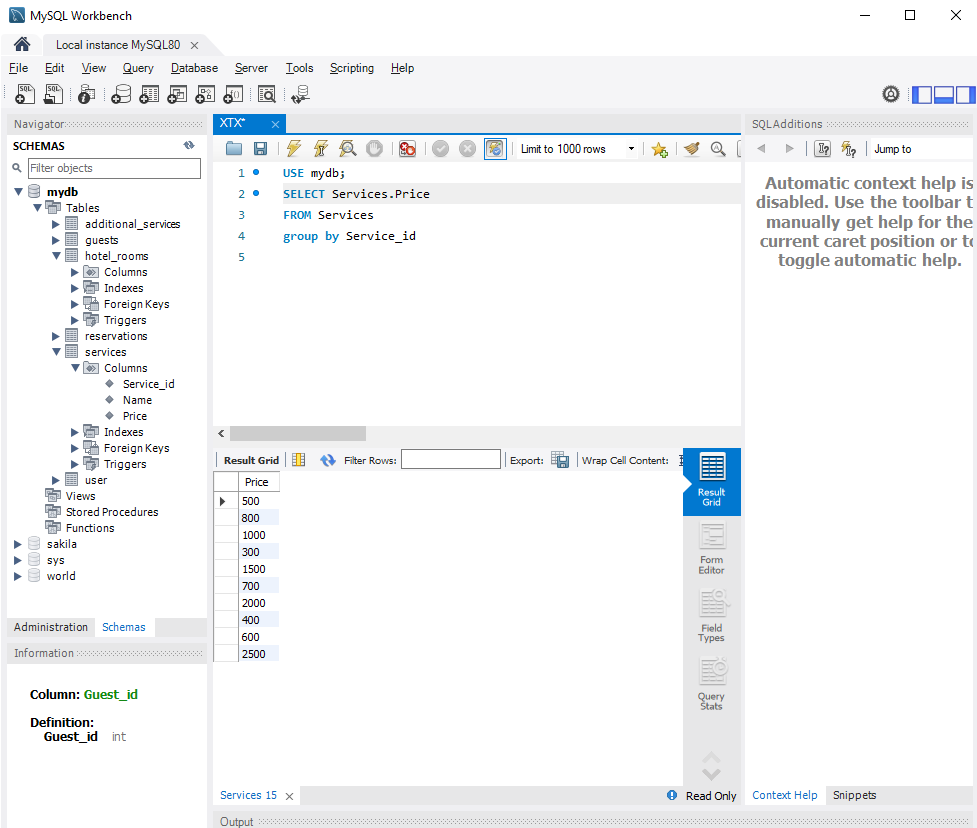 MySQL Workbench
Local instance MySQL80
File Edit View Query Database Server Tools Scripting Help
Navigator
SCHEMAS
Filter objects
mydb
Tables
additional_services
guests
hotel_rooms
Columns
Indexes
Foreign Keys
Triggers
reservations
services
Columns
Service_id
Name
Price
Indexes
Foreign Keys
Triggers
user
Views
Stored Procedures
Functions
sakila
sys
world
Administration Schemas
Information
Column: Guest_id
Definition:
Guest_id int
XTX*
Limit to 1000 rows
1 USE mydb;
2 SELECT Services.Price
3 FROM Services
4 group by Service_id
5
Result Grid Filter Rows: Export: Wrap Cell Content:
Price
500
800
1000
300
1500
700
2000
400
600
2500
Result
Grid
Form
Editor
Field
Types
Query
Stats
Services 15
Read Only
Output
SQLAdditions
Jump to
Automatic context help is
disabled. Use the toolbar t
manually get help for the
current caret position or to
toggle automatic help.
Context Help Snippets